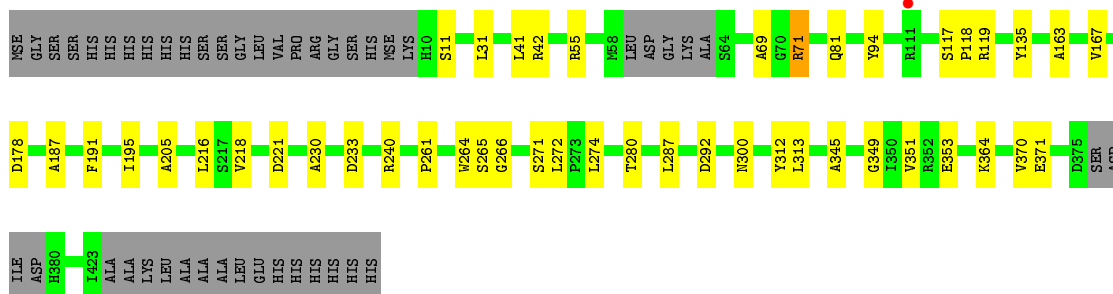 MSE GLY SER SER HIS HIS HIS HIS HIS HIS SER SER GLY LEU VAL PRO ARG GLY SER HIS MSE LYS H10 S11 L31 L41 R42 R55 M58 LEU ASP GLY LYS ALA S64 A69 G70 R71 Q81 Y94 R111 S117 P118 R119 Y135 A163 V167
D178 A187 F191 I195 A205 L216 S217 V218 D221 A230 D233 R240 P261 W264 S265 G266 S271 L272 P273 L274 T280 L287 D292 N300 Y312 L313 A345 G349 I350 V351 R352 E353 K364 V370 E371 D375 SER
ILE ASP H380 I423 ALA ALA LYS LEU ALA ALA ALA LEU GLU HIS HIS HIS HIS HIS HIS